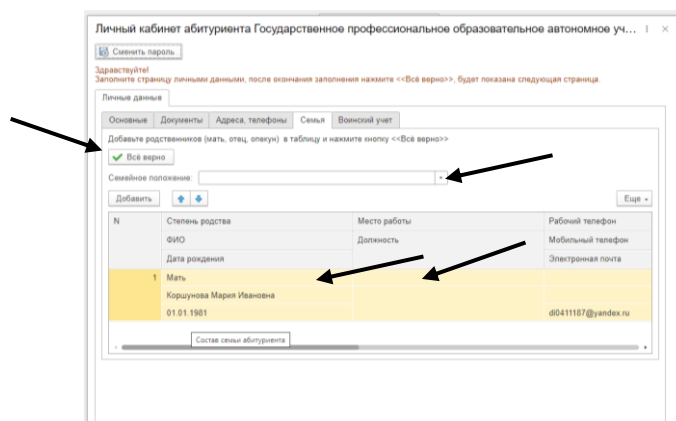 Личный кабинет абитуриента Государственное профессиональное образовательное автономное уч...
Сменить пароль
Здравствуйте!
Заполните страницу личными данными, после окончания заполнения нажмите <<Всё верно>>, будет показана следующая страница.
Личные данные
Основные Документы Адреса, телефоны Семья Воинский учет
Добавьте родственников (мать, отец, опекун) в таблицу и нажмите кнопку <<Всё верно>>
Всё верно
Семейное положение:
Добавить Еще
N Степень родства Место работы Рабочий телефон
ФИО Должность Мобильный телефон
Дата рождения Электронная почта
1 Мать
Коршунова Мария Ивановна
01.01.1981 di0411187@yandex.ru
Состав семьи абитуриента